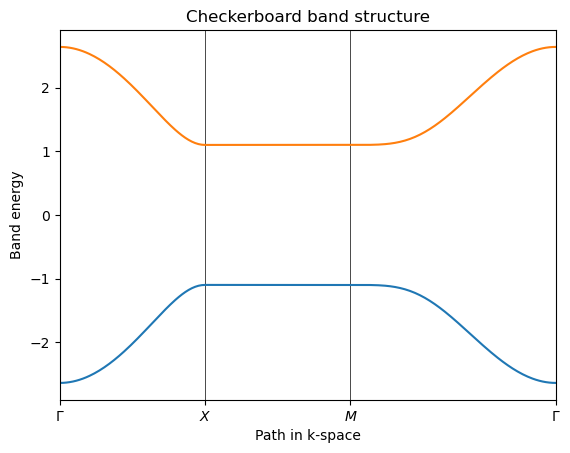 Checkerboard band structure
Band energy
2
1
0
−1
−2
Γ X M Γ
Path in k-space